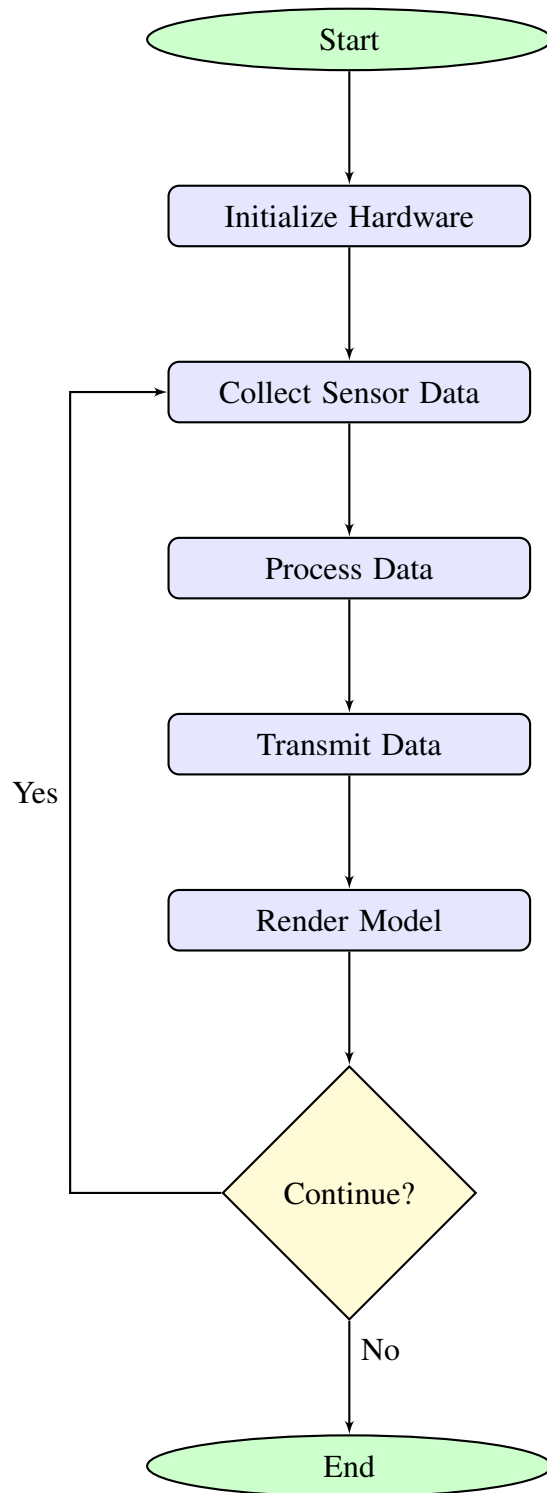 Start
Initialize Hardware
Collect Sensor Data
Process Data
Transmit Data
Yes
Render Model
Continue?
No
End